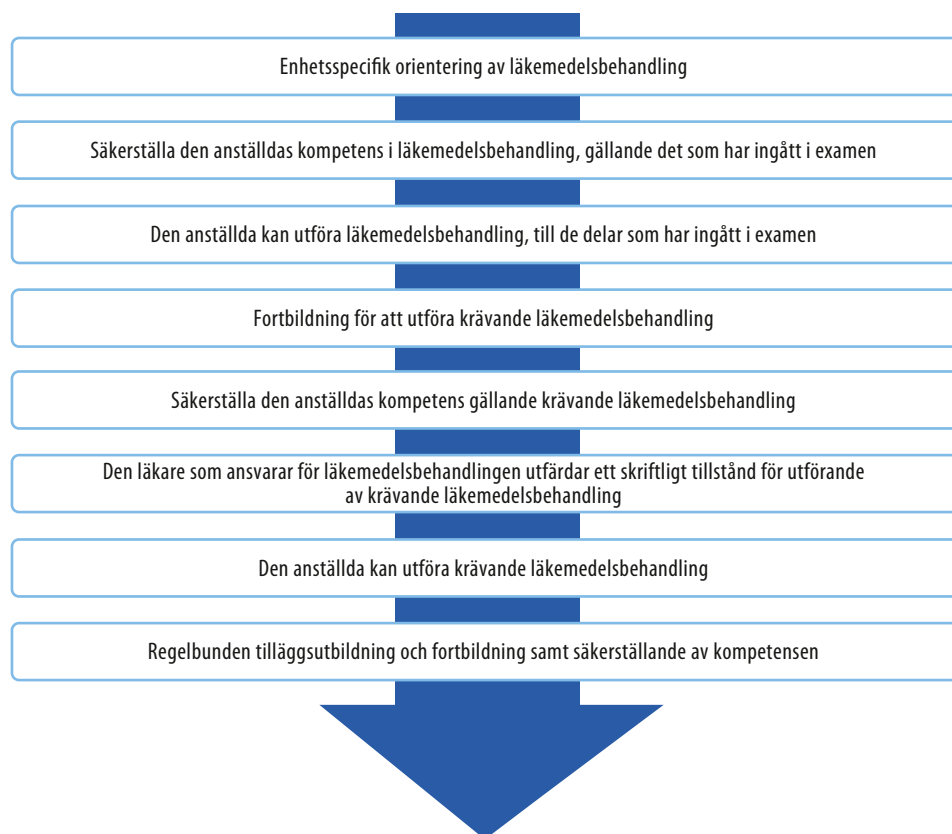 Enhetsspecifik orientering av läkemedelsbehandling
Säkerställa den anställdas kompetens i läkemedelsbehandling, gällande det som har ingått i examen
Den anställda kan utföra läkemedelsbehandling, till de delar som har ingått i examen
Fortbildning för att utföra krävande läkemedelsbehandling
Säkerställa den anställdas kompetens gällande krävande läkemedelsbehandling
Den läkare som ansvarar för läkemedelsbehandlingen utfärdar ett skriftligt tillstånd för utförande
av krävande läkemedelsbehandling
Den anställda kan utföra krävande läkemedelsbehandling
Regelbunden tilläggsutbildning och fortbildning samt säkerställande av kompetensen